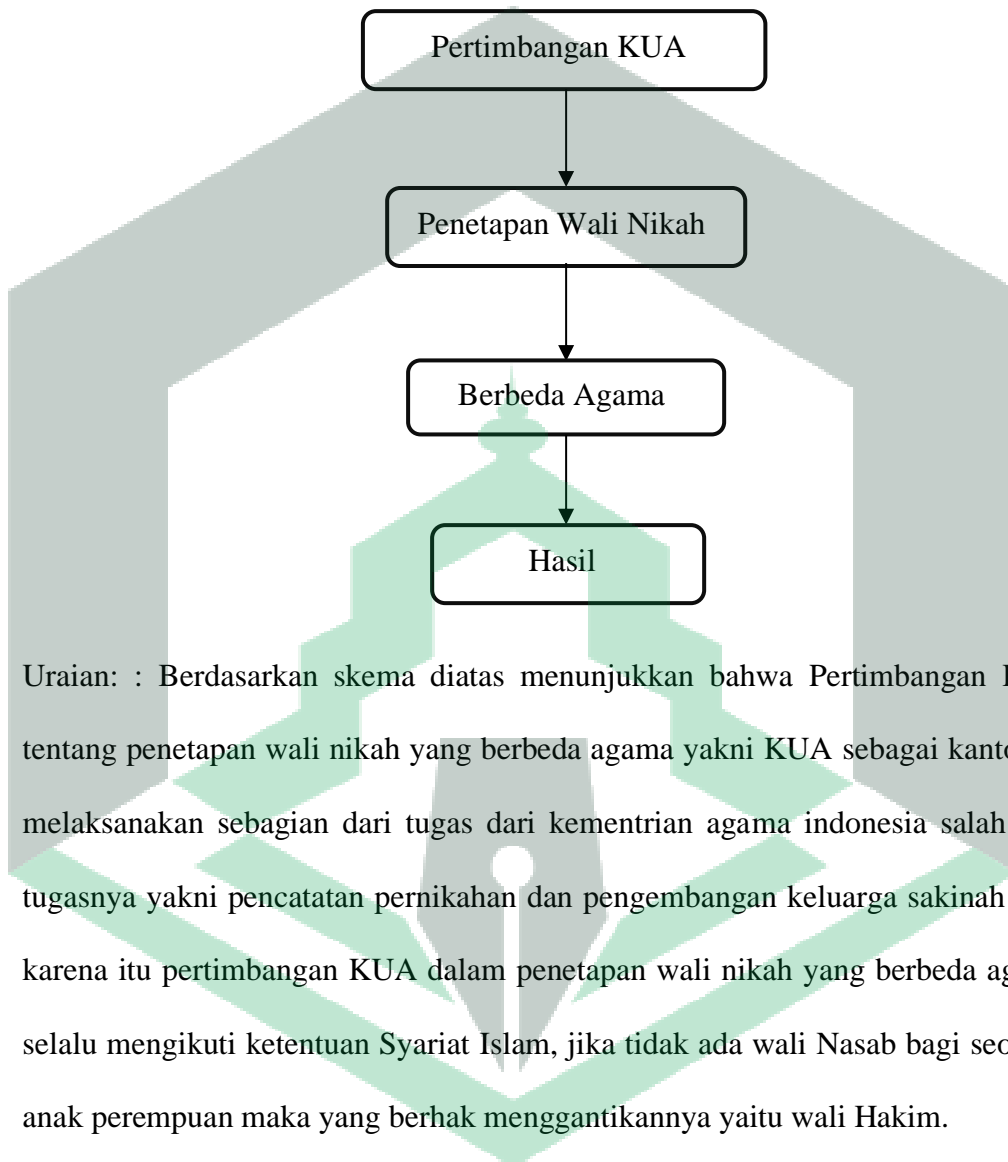 Pertimbangan KUA
Penetapan Wali Nikah
Berbeda Agama
Hasil
Uraian: : Berdasarkan skema diatas menunjukkan bahwa Pertimbangan
tentang penetapan wali nikah yang berbeda agama yakni KUA sebagai
melaksanakan sebagian dari tugas dari kementrian agama indonesia salah
tugasnya yakni pencatatan pernikahan dan pengembangan keluarga sakinah
karena itu pertimbangan KUA dalam penetapan wali nikah yang berbeda
selalu mengikuti ketentuan Syariat Islam, jika tidak ada wali Nasab bagi
anak perempuan maka yang berhak menggantikannya yaitu wali Hakim.